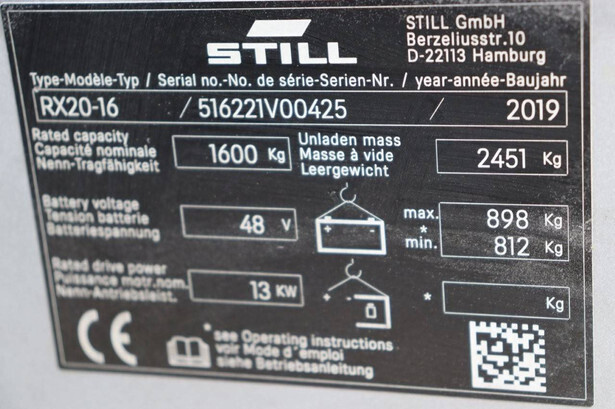 STILL
STILL GmbH
Berzeliusstr.10
D-22113 Hamburg
Type-Modèle-Typ / Serial no.-No. de série-Serien-Nr. / year-année-Baujahr
RX20-16 / 516221V00425 / 2019
Rated capacity
Capacité nominale
Nenn-Tragfähigkeit
1600 Kg
Unladen mass
Masse à vide
Leergewicht
2451 Kg
Battery voltage
Tension batterie
Batteriespannung
48 V
+ -
max. 898 Kg
*
min. 812 Kg
Rated drive power
Puissance motr.nom.
Nenn-Antriebsleist.
13 KW
+ -
* Kg
CE
*see Operating instructions
voir Mode d'emploi
siehe Betriebsanleitung